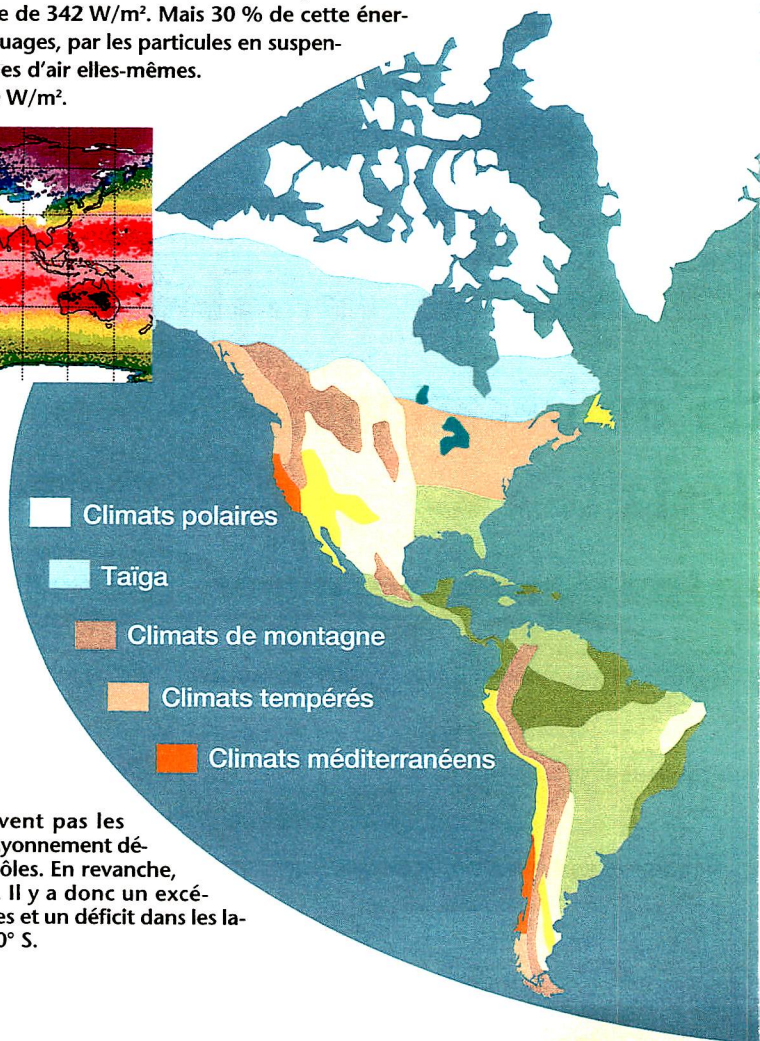 e de 342 W/m². Mais 30 % de cette éner-
uages, par les particules en suspen-
es d'air elles-mêmes.
W/m².
Climats polaires
Taïga
Climats de montagne
Climats tempérés
Climats méditerranéens
vent pas les
yonnement dé-
ôles. En revanche,
. Il y a donc un excé-
es et un déficit dans les la-
0° S.